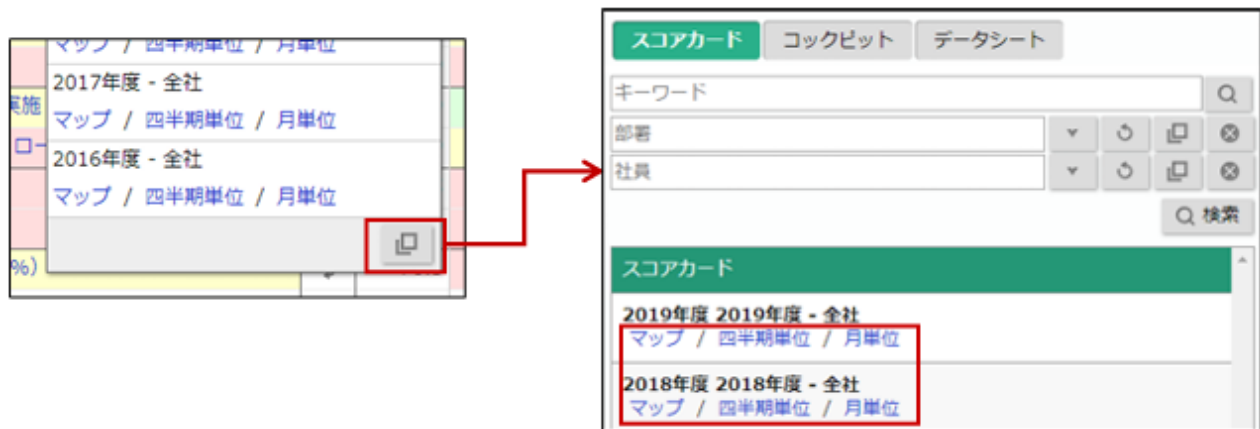 マップ / 四半期単位 / 月単位
2017年度 - 全社
実施
マップ / 四半期単位 / 月単位
ロー
2016年度 - 全社
マップ / 四半期単位 / 月単位
%)
スコアカード コックピット データシート
キーワード
部署
社員
検索
スコアカード
2019年度 2019年度 - 全社
マップ / 四半期単位 / 月単位
2018年度 2018年度 - 全社
マップ / 四半期単位 / 月単位